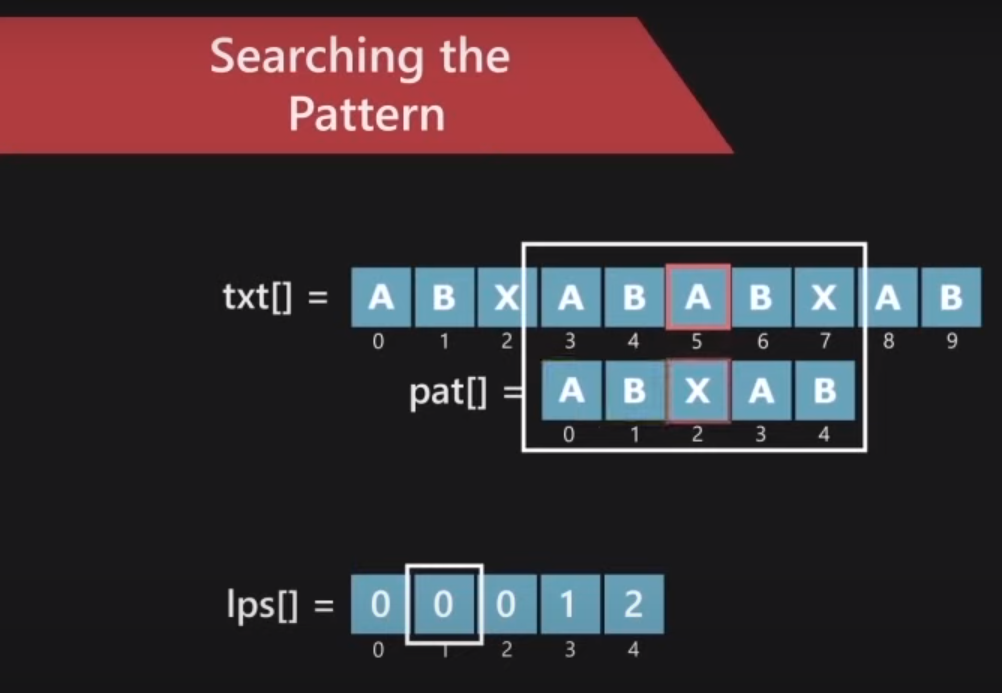 Searching the
Pattern
txt[] = A B X A B A B X A B
0 1 2 3 4 5 6 7 8 9
pat[] = A B X A B
0 1 2 3 4
lps[] = 0 0 0 1 2
0 1 2 3 4